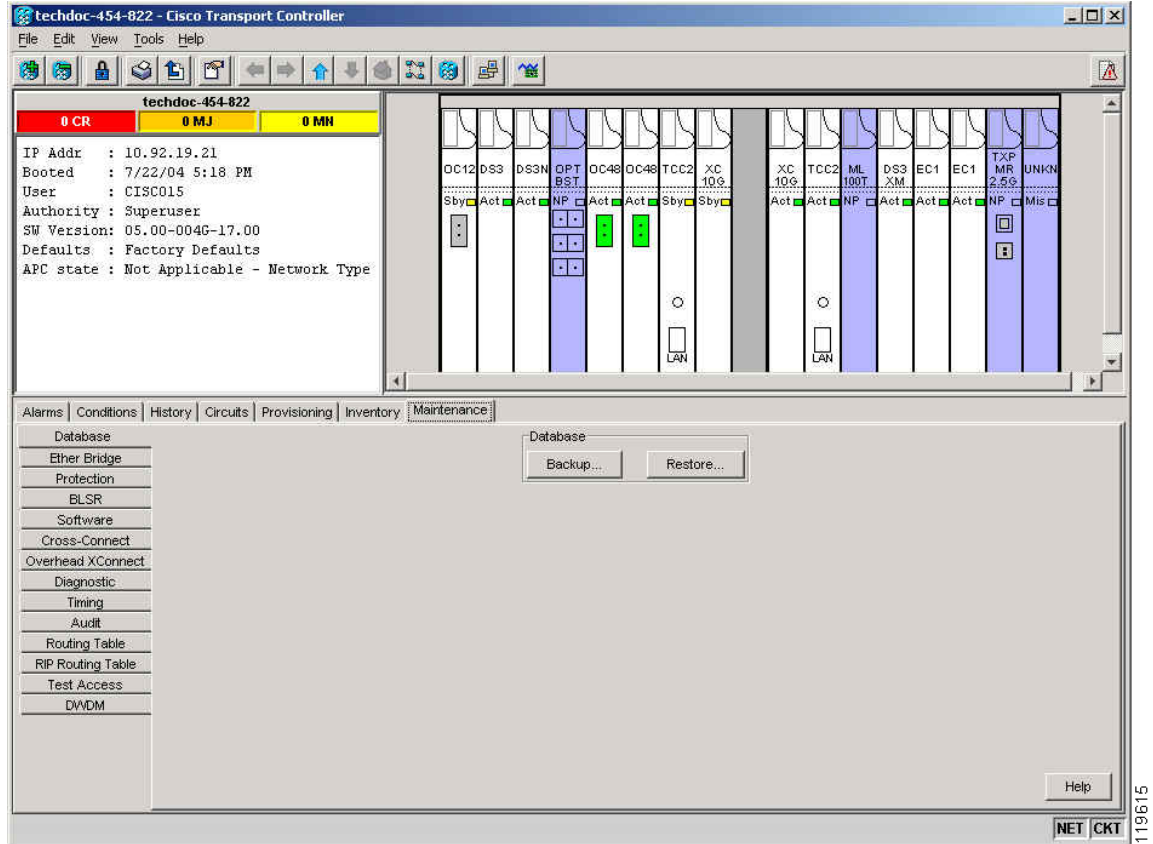 techdoc-454-822 - Cisco Transport Controller
File Edit View Tools Help
techdoc-454-822
0 CR 0 MJ 0 MN
IP Addr : 10.92.19.21
Booted : 7/22/04 5:18 PM
User : CISCO15
Authority : Superuser
SW Version: 05.00-004G-17.00
Defaults : Factory Defaults
APC state : Not Applicable - Network Type
OC12 DS3 DS3N OPT BST OC48 OC48 TCC2 XC 10G XC 10G TCC2 ML 100T DS3 XM EC1 EC1 TXP MR 2.5G UNKN
Sby Act Act NP Act Act Sby Sby Act Act NP Act Act Act NP Mis
LAN LAN
Alarms Conditions History Circuits Provisioning Inventory Maintenance
Database
Ether Bridge
Protection
BLSR
Software
Cross-Connect
Overhead XConnect
Diagnostic
Timing
Audit
Routing Table
RIP Routing Table
Test Access
DWDM
Database
Backup... Restore...
Help
NET CKT
119615